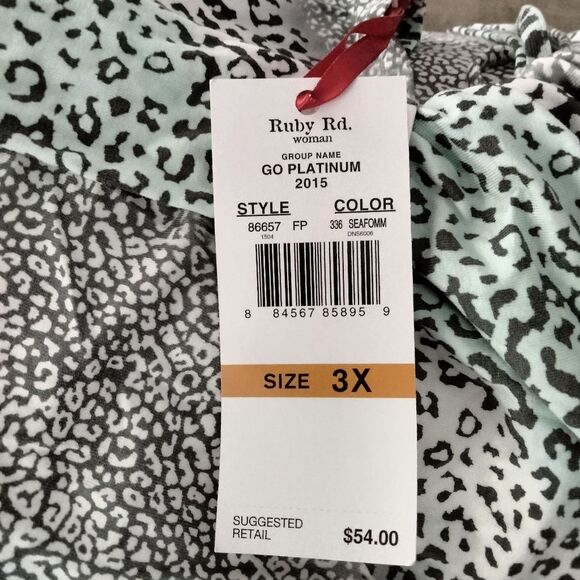 Ruby Rd.
woman
GROUP NAME
GO PLATINUM
2015
STYLE COLOR
86657 FP 336 SEAFOMM
1504 DNS6006
8 84567 85895 9
SIZE 3X
SUGGESTED
RETAIL $54.00